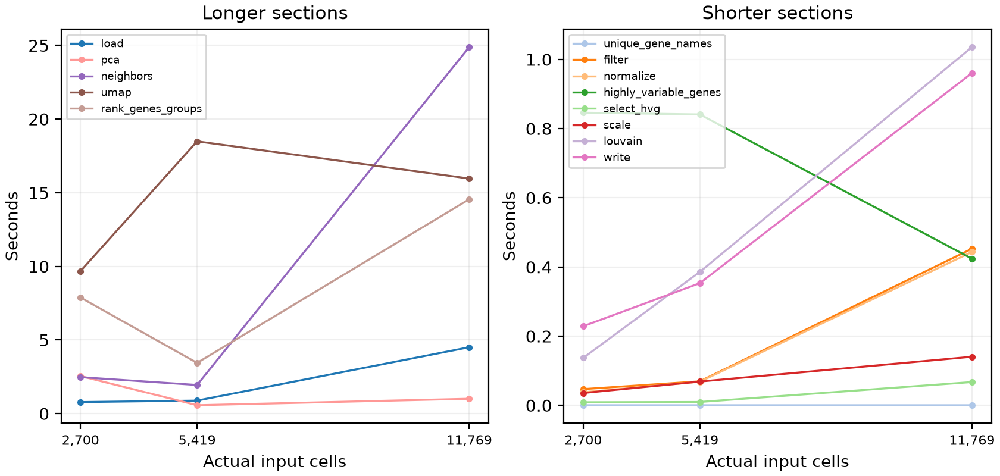 Longer sections
load
pca
neighbors
umap
rank_genes_groups
25
20
15
10
5
0
Seconds
2,700
5,419
11,769
Actual input cells
Shorter sections
unique_gene_names
filter
normalize
highly_variable_genes
select_hvg
scale
louvain
write
1.0
0.8
0.6
0.4
0.2
0.0
Seconds
2,700
5,419
11,769
Actual input cells